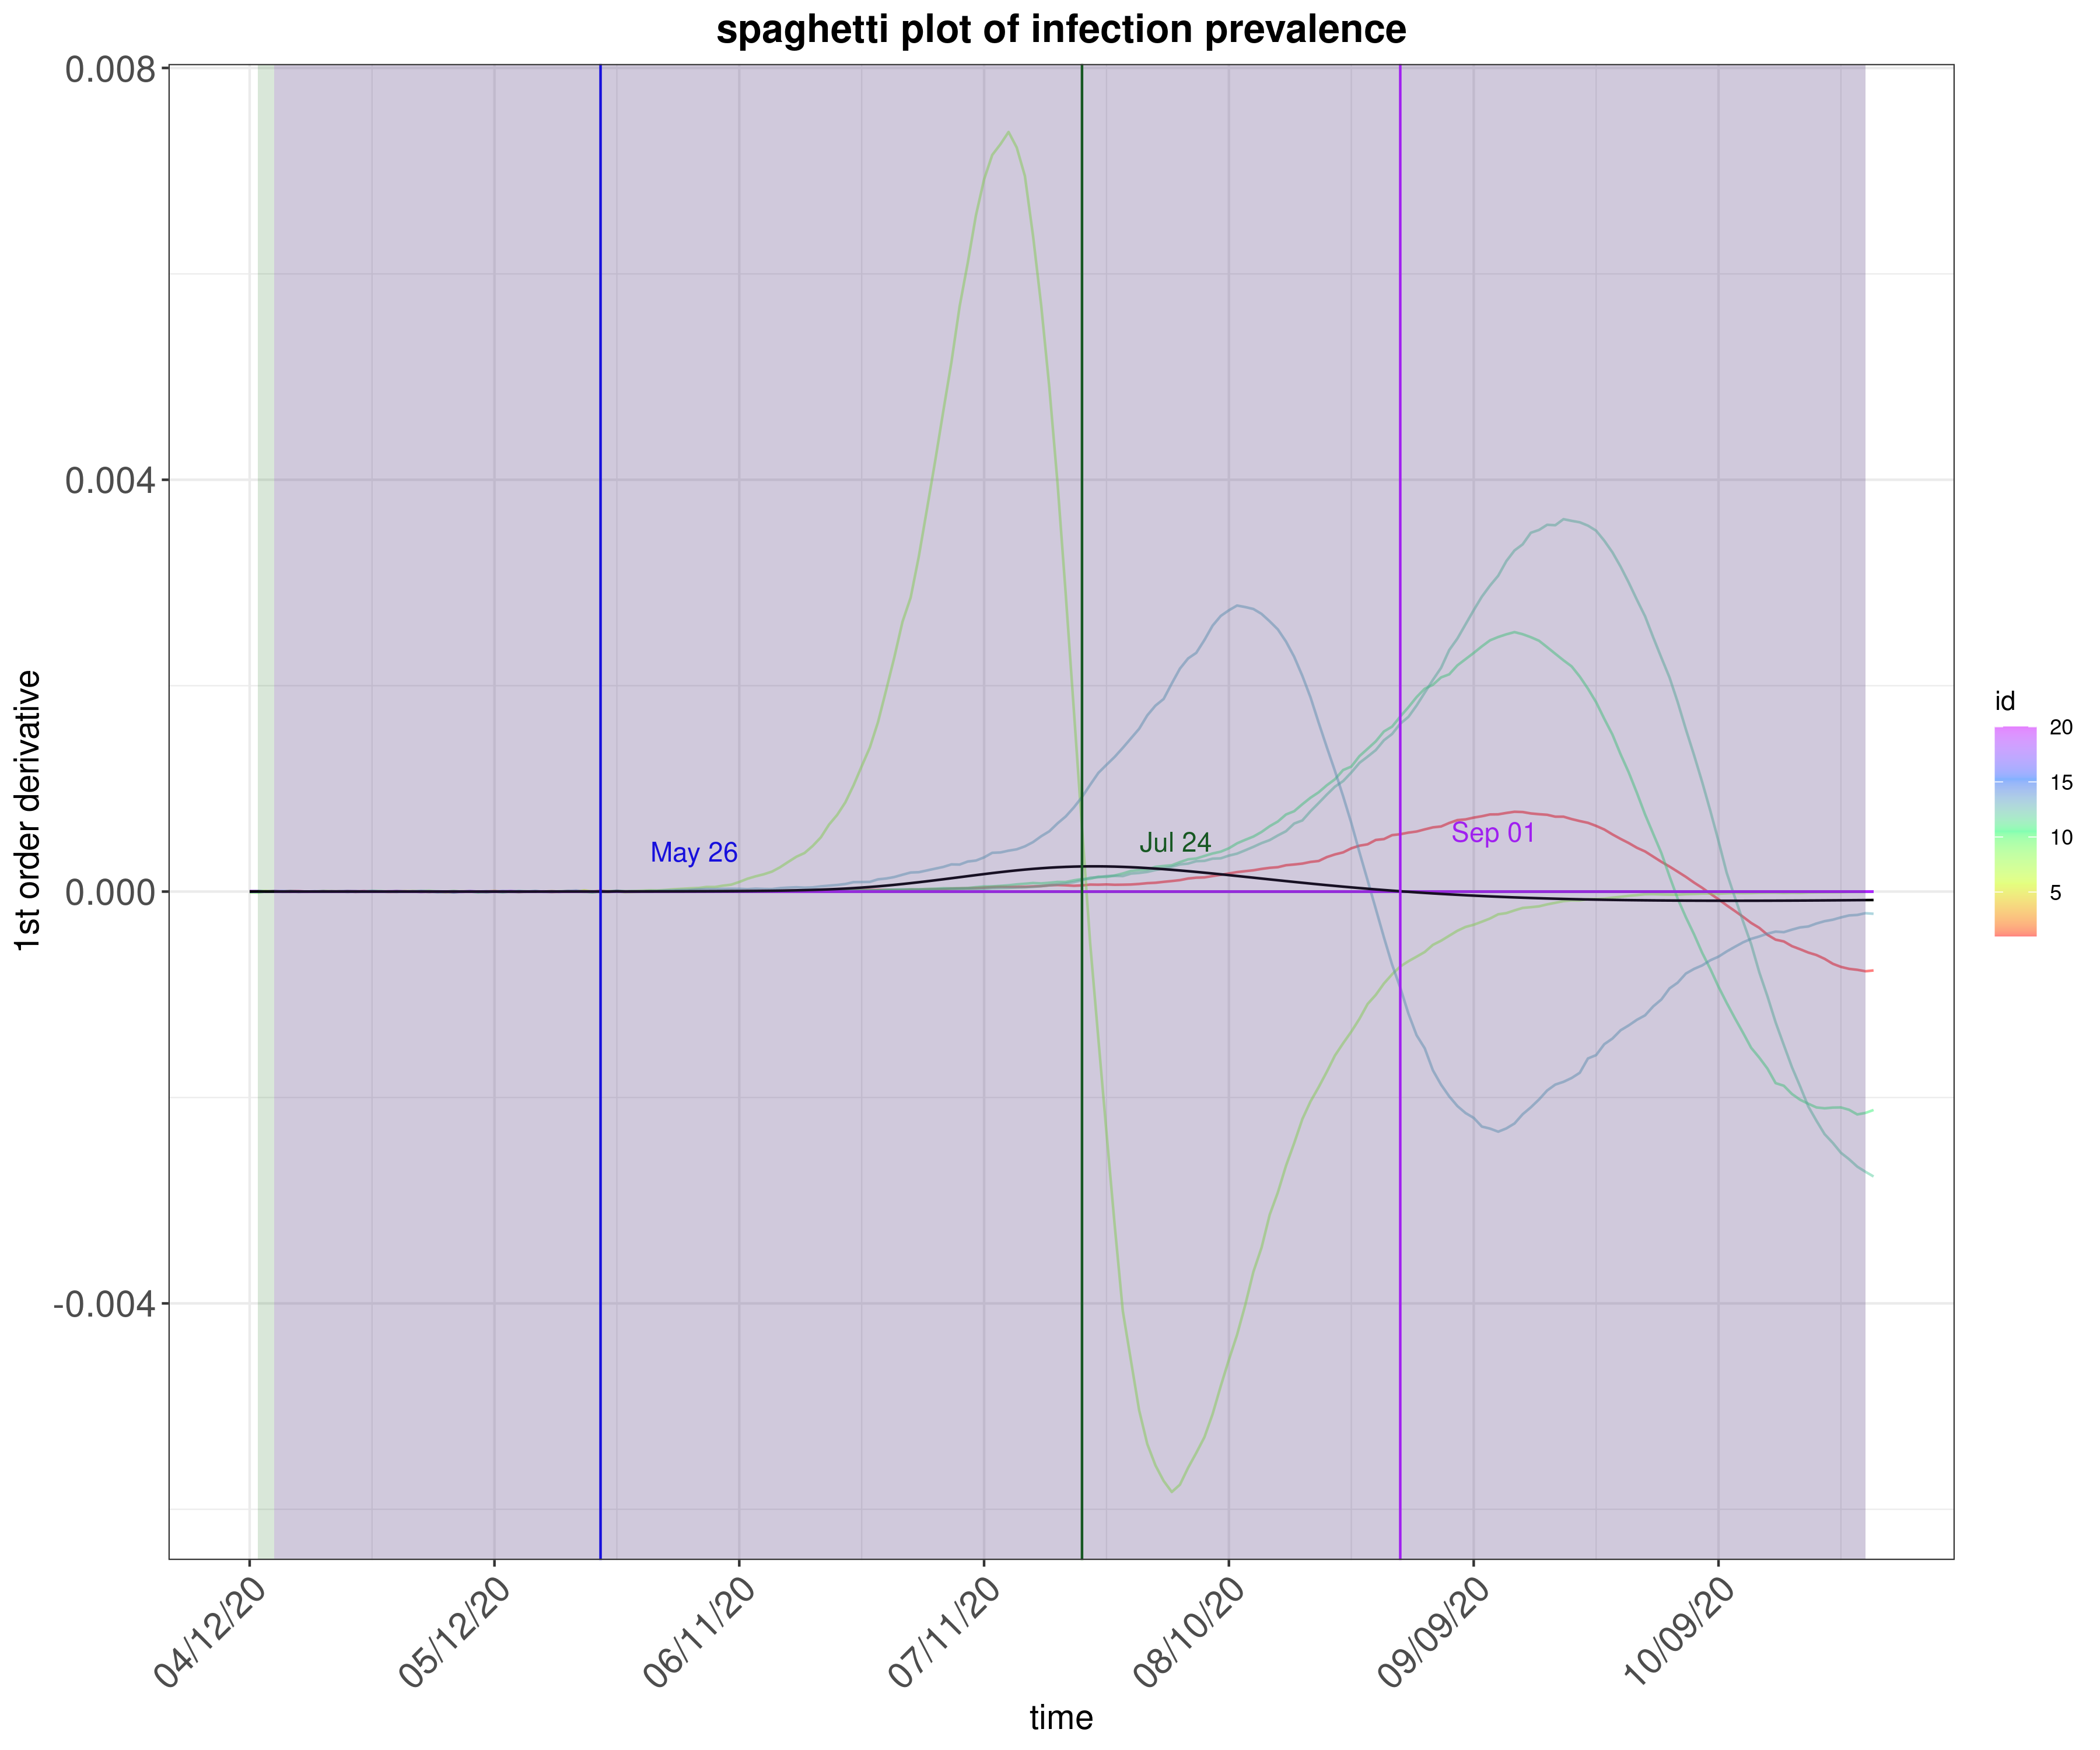 spaghetti plot of infection prevalence
0.008
0.004
0.000
-0.004
1st order derivative
May 26
Jul 24
Sep 01
04/12/20
05/12/20
06/11/20
07/11/20
08/10/20
09/09/20
10/09/20
time
id
20
15
10
5